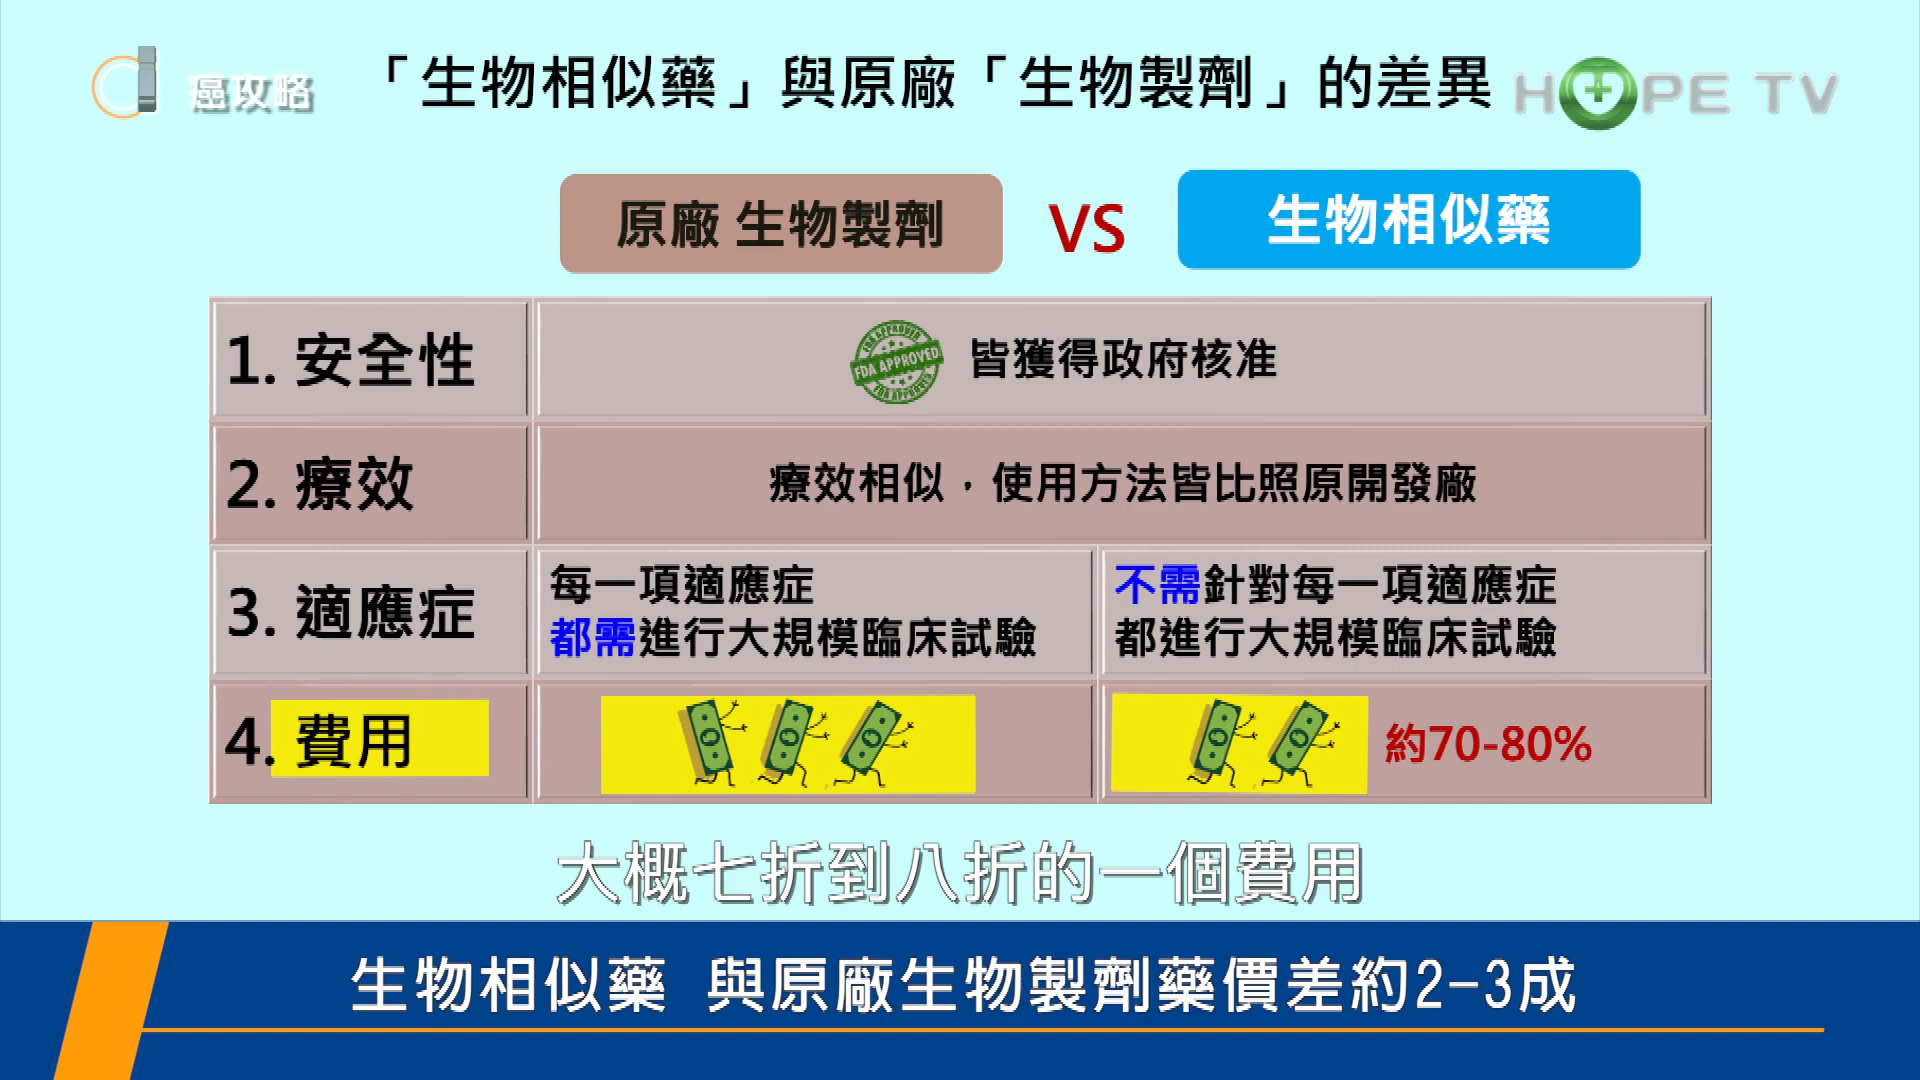 癌攻略
「生物相似藥」與原廠「生物製劑」的差異
HOPE TV
原廠 生物製劑
VS
生物相似藥
1. 安全性
FDA APPROVED
FDA APPROVED
FDA APPROVED
皆獲得政府核准
2. 療效
療效相似，使用方法皆比照原開發廠
3. 適應症
每一項適應症
都需進行大規模臨床試驗
不需針對每一項適應症
都進行大規模臨床試驗
4. 費用
約70-80%
大概七折到八折的一個費用
生物相似藥 與原廠生物製劑藥價差約2-3成